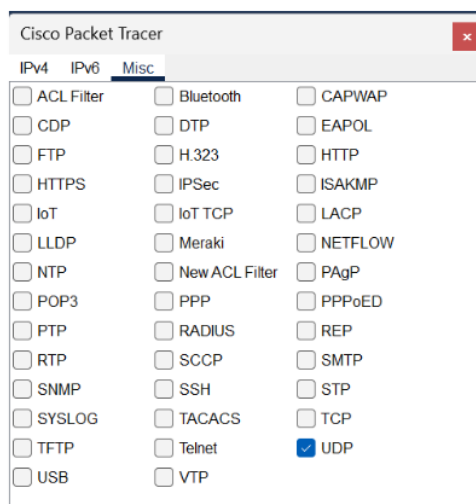 Cisco Packet Tracer
×
IPv4 IPv6 Misc
ACL Filter Bluetooth CAPWAP
CDP DTP EAPOL
FTP H.323 HTTP
HTTPS IPSec ISAKMP
IoT IoT TCP LACP
LLDP Meraki NETFLOW
NTP New ACL Filter PAgP
POP3 PPP PPPoED
PTP RADIUS REP
RTP SCCP SMTP
SNMP SSH STP
SYSLOG TACACS TCP
TFTP Telnet UDP
USB VTP